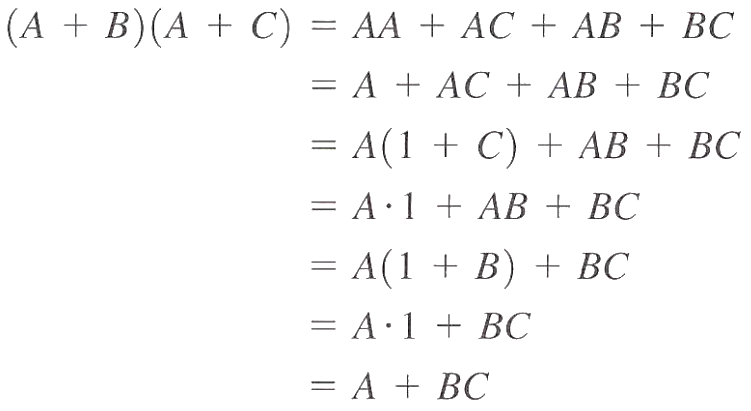 (A + B)(A + C) = AA + AC + AB + BC
= A + AC + AB + BC
= A(1 + C) + AB + BC
= A·1 + AB + BC
= A(1 + B) + BC
= A·1 + BC
= A + BC